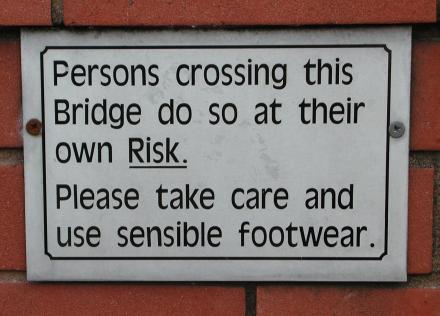 Persons crossing this
Bridge do so at their
own Risk.
Please take care and
use sensible footwear.